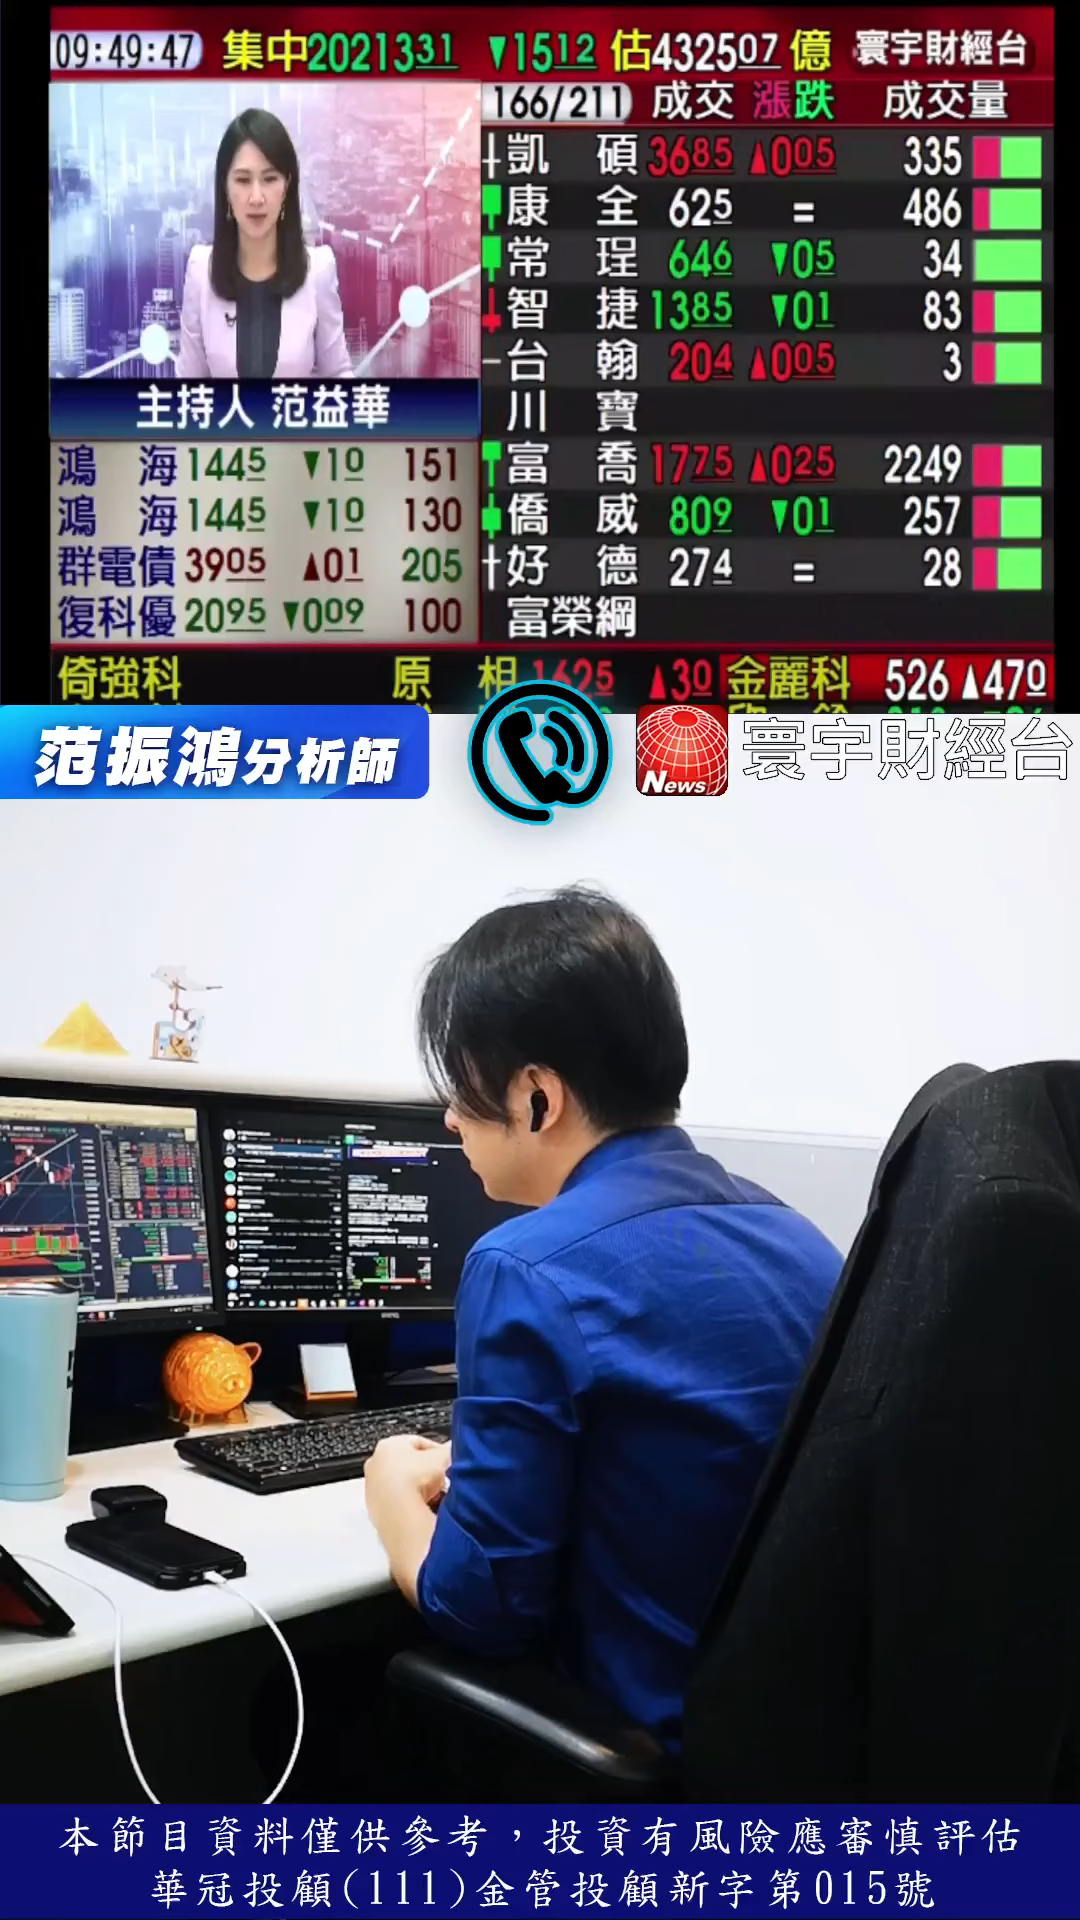 09:49:47 集中2021331 ▼1512 估432507億 寰宇財經台
166/211 成交 漲跌 成交量
凱碩 3685 ▲005 335
康全 625 = 486
常珵 646 ▼05 34
智捷 1385 ▼01 83
台翰 204 ▲005 3
川寶
富喬 1775 ▲025 2249
僑威 809 ▼01 257
好德 274 = 28
富榮綱
主持人 范益華
鴻海 1445 ▼10 151
鴻海 1445 ▼10 130
群電債 3905 ▲01 205
復科優 2095 ▼009 100
倚強科 原相 1625 ▲30 金麗科 526 ▲470
范振鴻分析師
News 寰宇財經台
本節目資料僅供參考，投資有風險應審慎評估
華冠投顧(111)金管投顧新字第015號